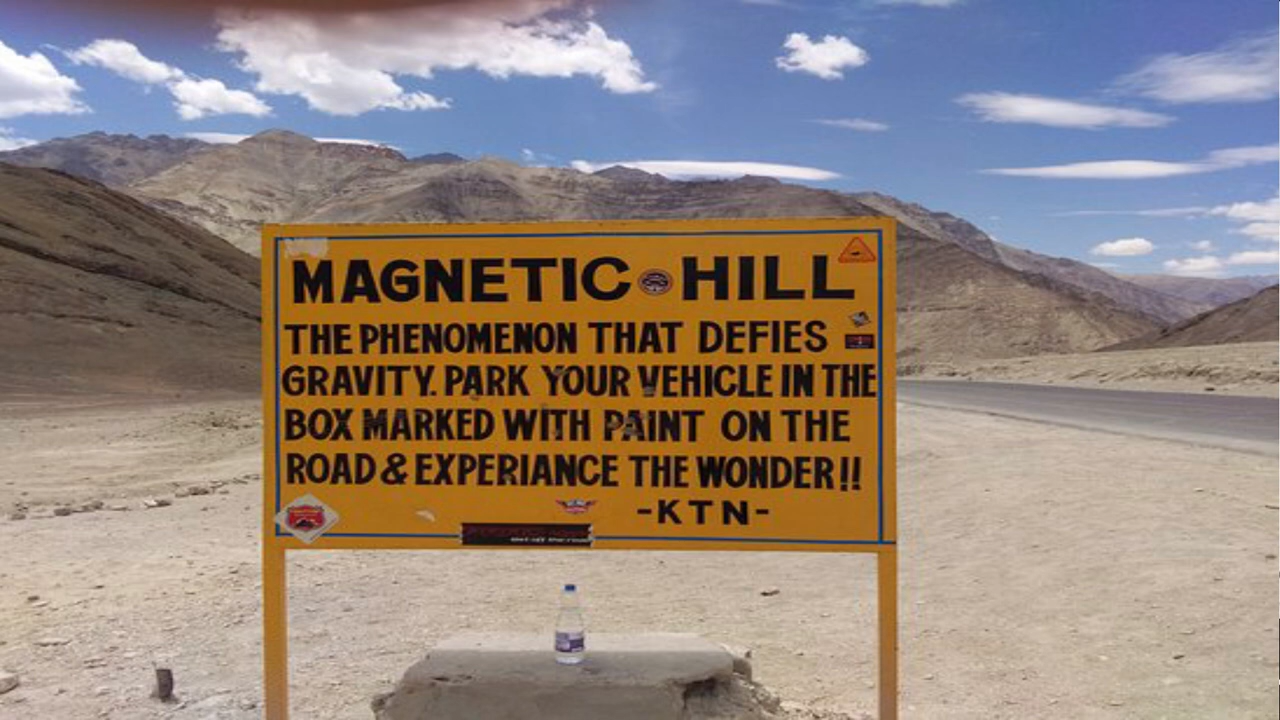 MAGNETIC HILL
THE PHENOMENON THAT DEFIES
GRAVITY. PARK YOUR VEHICLE IN THE
BOX MARKED WITH PAINT ON THE
ROAD & EXPERIANCE THE WONDER!!
-KTN-